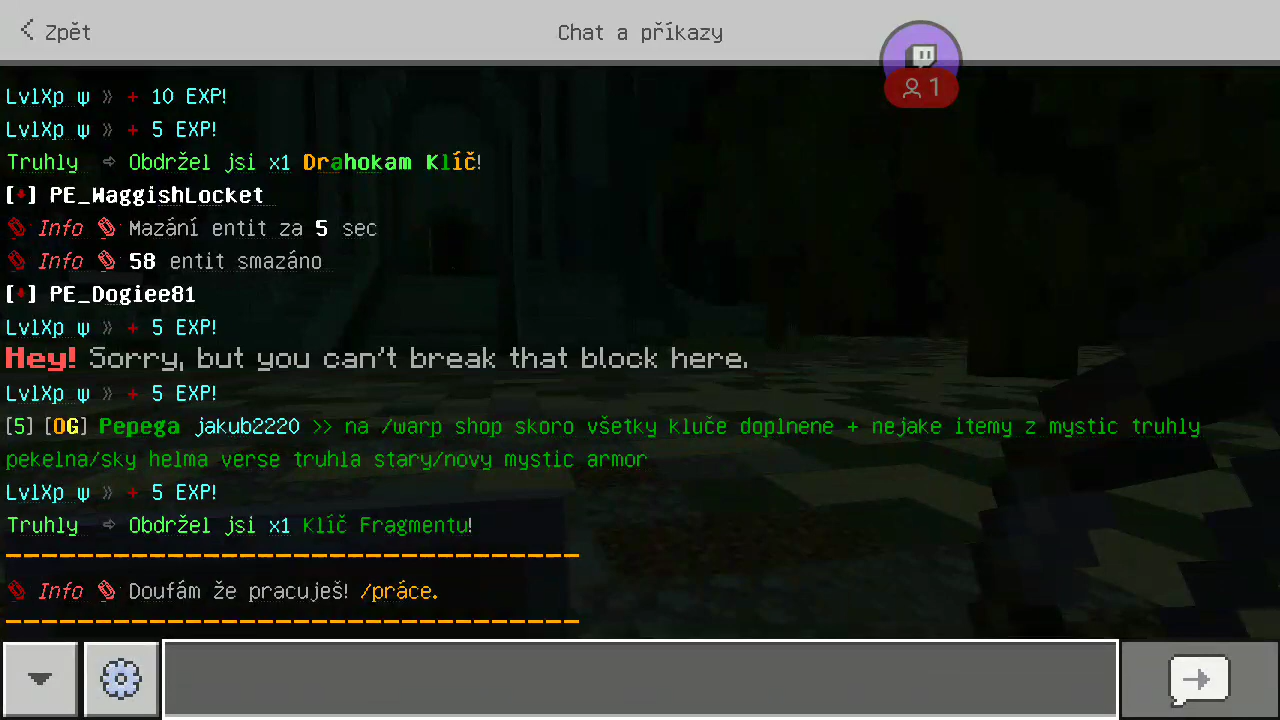 Zpět
Chat a příkazy
1
LvlXp ψ » + 10 EXP!
LvlXp ψ » + 5 EXP!
Truhly ➪ Obdržel jsi x1 Drahokam Klíč!
[+] PE_WaggishLocket
✎ Info ✎ Mazání entit za 5 sec
✎ Info ✎ 58 entit smazáno
[+] PE_Dogiee81
LvlXp ψ » + 5 EXP!
Hey! Sorry, but you can't break that block here.
LvlXp ψ » + 5 EXP!
[5] [OG] Pepega jakub2220 >> na /warp shop skoro všetky kluče doplnene + nejake itemy z mystic truhly
pekelna/sky helma verse truhla stary/novy mystic armor
LvlXp ψ » + 5 EXP!
Truhly ➪ Obdržel jsi x1 Klíč Fragmentu!
✎ Info ✎ Doufám že pracuješ! /práce.